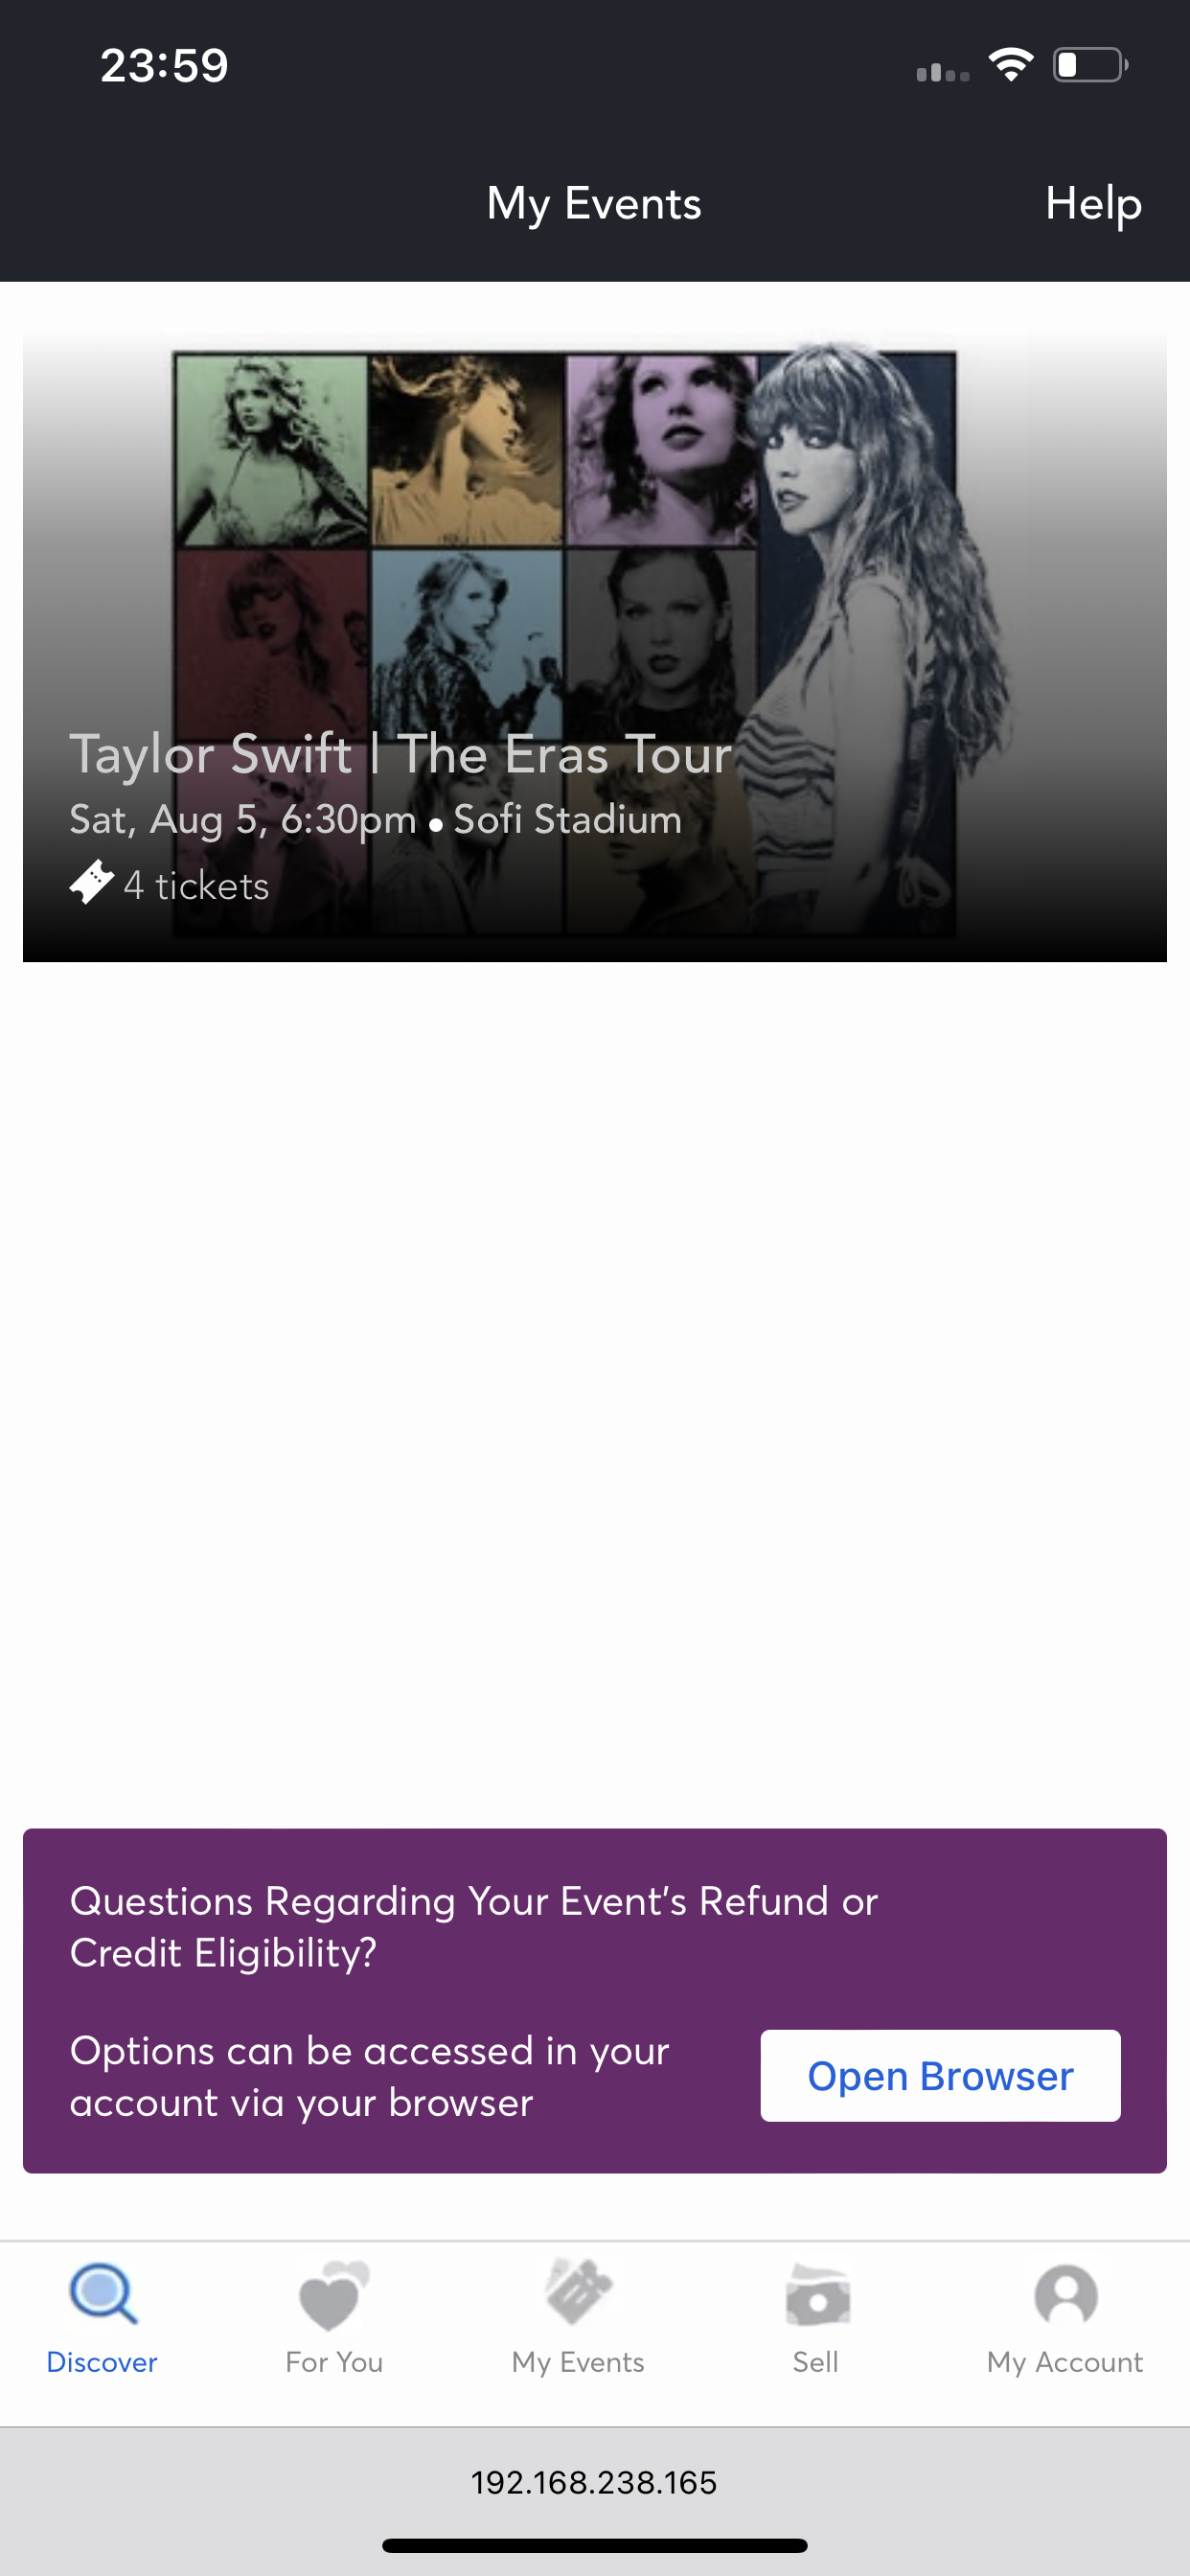 23:59
My Events
Help
Taylor Swift | The Eras Tour
Sat, Aug 5, 6:30pm • Sofi Stadium
4 tickets
Questions Regarding Your Event's Refund or
Credit Eligibility?
Options can be accessed in your
account via your browser
Open Browser
Discover
For You
My Events
Sell
My Account
192.168.238.165